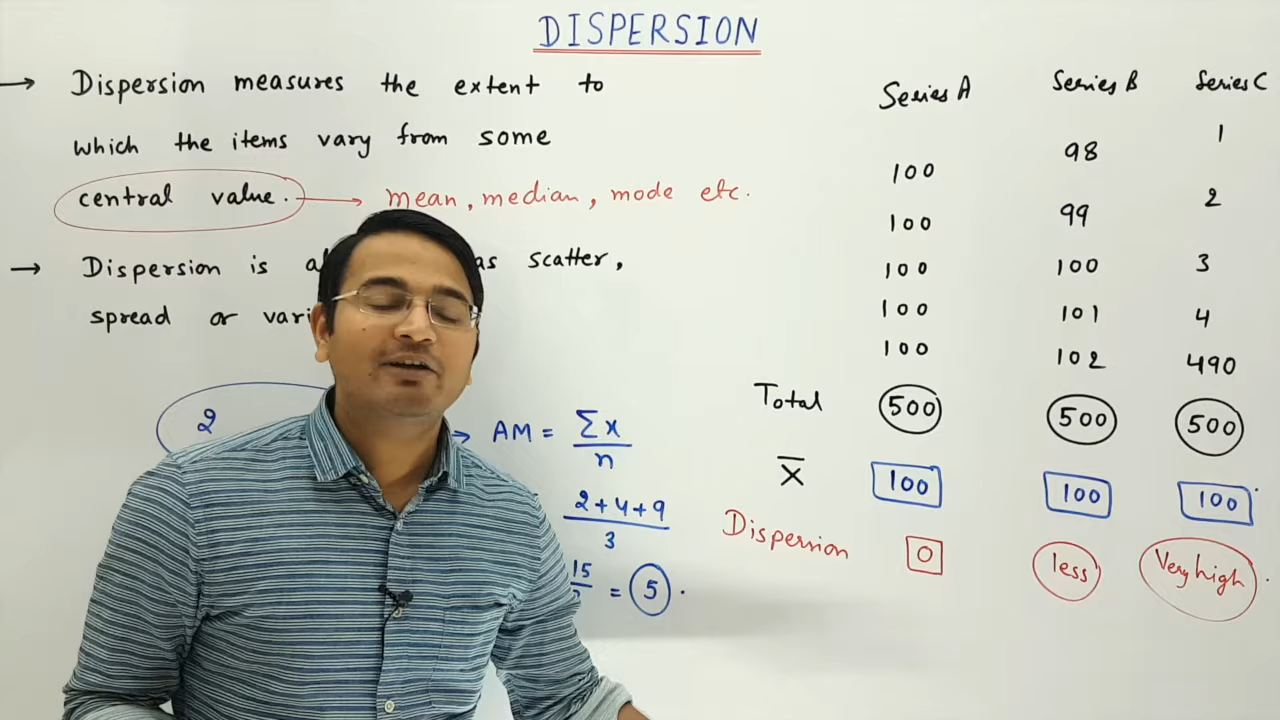 DISPERSION
→ Dispersion measures the extent to
which the items vary from some
central value. → mean, median, mode etc.
→ Dispersion is as scatter,
spread or
2
→ AM = Σx
n
2+4+9
3
15
= 5.
Series A Series B Series C
100 98 1
100 99 2
100 100 3
100 101 4
100 102 490
Total 500 500 500
X̄ 100 100 100
Dispersion 0 less Very high